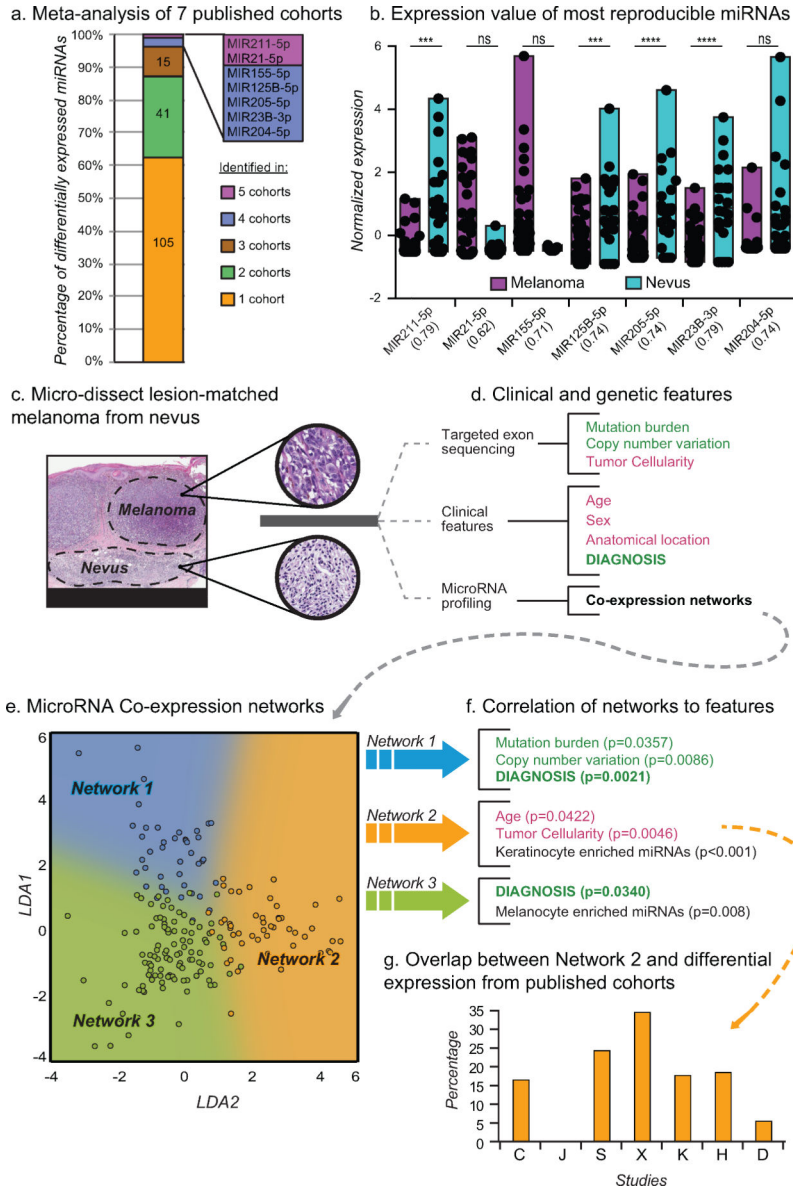 a. Meta-analysis of 7 published cohorts
Percentage of differentially expressed miRNAs
100%
90%
80%
70%
60%
50%
40%
30%
20%
10%
0%
15
41
105
MIR211-5p
MIR21-5p
MIR155-5p
MIR125B-5p
MIR205-5p
MIR23B-3p
MIR204-5p
Identified in:
5 cohorts
4 cohorts
3 cohorts
2 cohorts
1 cohort
b. Expression value of most reproducible miRNAs
Normalized expression
6
4
2
0
-2
*** ns ns *** **** **** ns
Melanoma Nevus
MIR211-5p
(0.79)
MIR21-5p
(0.62)
MIR155-5p
(0.71)
MIR125B-5p
(0.74)
MIR205-5p
(0.74)
MIR23B-3p
(0.79)
MIR204-5p
(0.74)
c. Micro-dissect lesion-matched
melanoma from nevus
Melanoma
Nevus
d. Clinical and genetic features
Targeted exon
sequencing
Mutation burden
Copy number variation
Tumor Cellularity
Clinical
features
Age
Sex
Anatomical location
DIAGNOSIS
MicroRNA
profiling
Co-expression networks
e. MicroRNA Co-expression networks
LDA1
6
4
2
0
-2
-4
Network 1
Network 2
Network 3
-4 -2 0 2 4 6
LDA2
f. Correlation of networks to features
Network 1
Mutation burden (p=0.0357)
Copy number variation (p=0.0086)
DIAGNOSIS (p=0.0021)
Network 2
Age (p=0.0422)
Tumor Cellularity (p=0.0046)
Keratinocyte enriched miRNAs (p<0.001)
Network 3
DIAGNOSIS (p=0.0340)
Melanocyte enriched miRNAs (p=0.008)
g. Overlap between Network 2 and differential
expression from published cohorts
Percentage
35
30
25
20
15
10
5
0
C J S X K H D
Studies